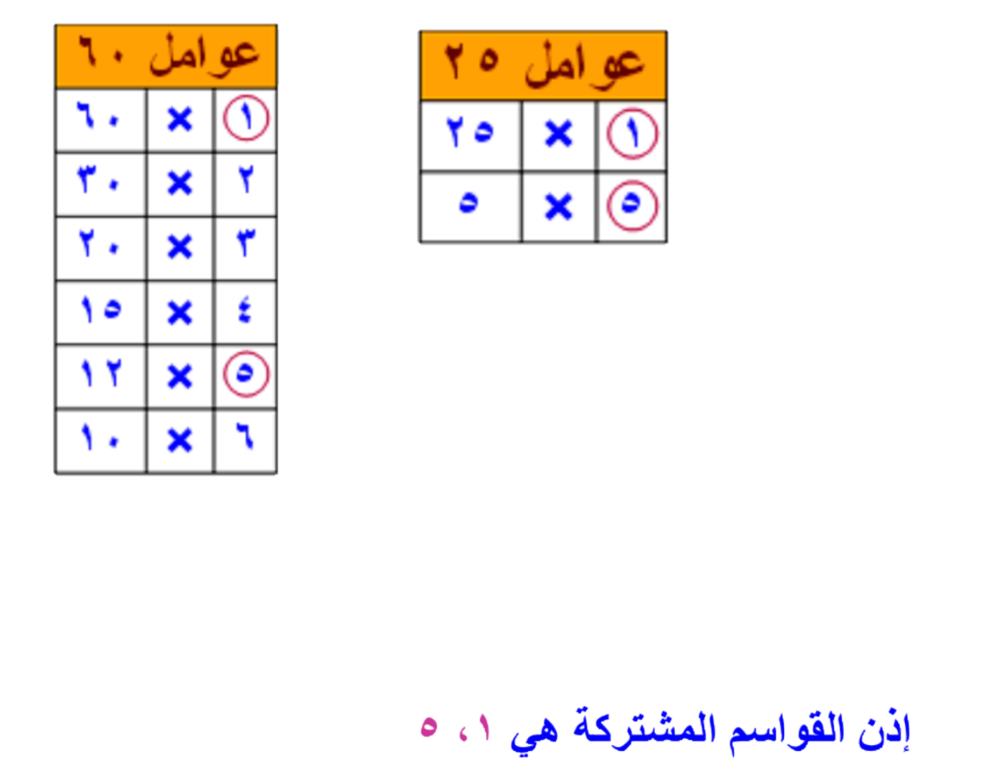 عوامل ٢٥
١ × ٢٥
٥ × ٥
عوامل ٦٠
١ × ٦٠
٢ × ٣٠
٣ × ٢٠
٤ × ١٥
٥ × ١٢
٦ × ١٠
إذن القواسم المشتركة هي ١، ٥